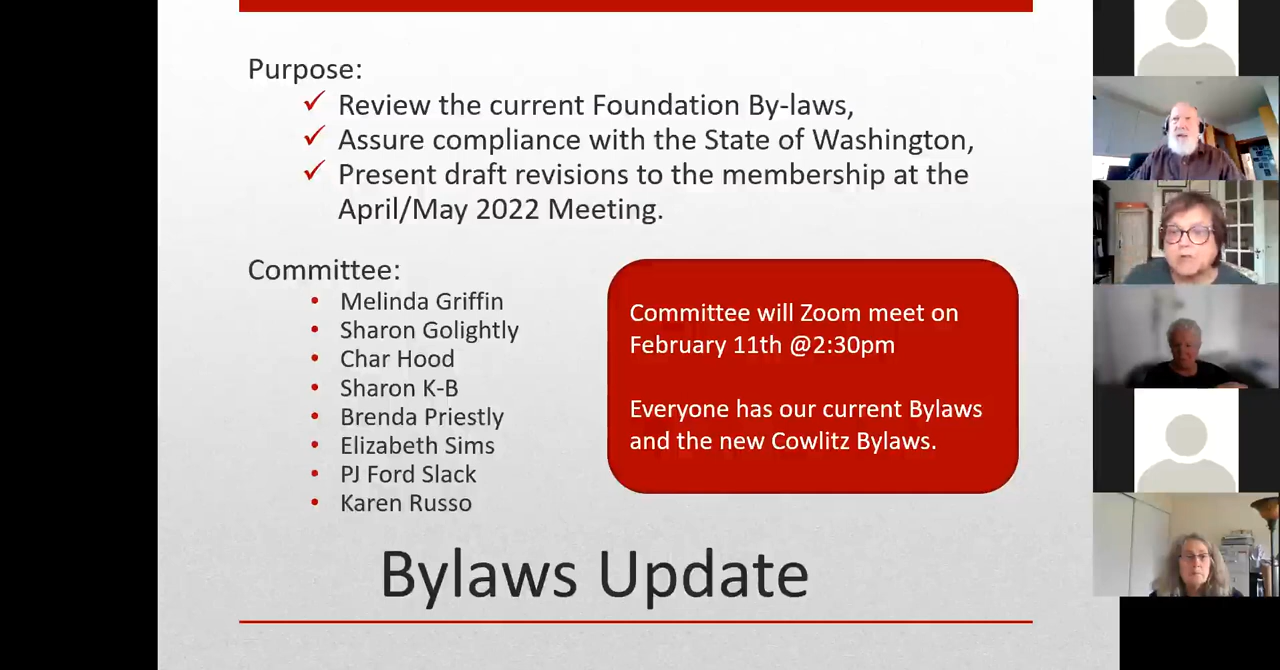 Purpose:
✓ Review the current Foundation By-laws,
✓ Assure compliance with the State of Washington,
✓ Present draft revisions to the membership at the
April/May 2022 Meeting.
Committee:
• Melinda Griffin
• Sharon Golightly
• Char Hood
• Sharon K-B
• Brenda Priestly
• Elizabeth Sims
• PJ Ford Slack
• Karen Russo
Committee will Zoom meet on
February 11th @2:30pm
Everyone has our current Bylaws
and the new Cowlitz Bylaws.
Bylaws Update